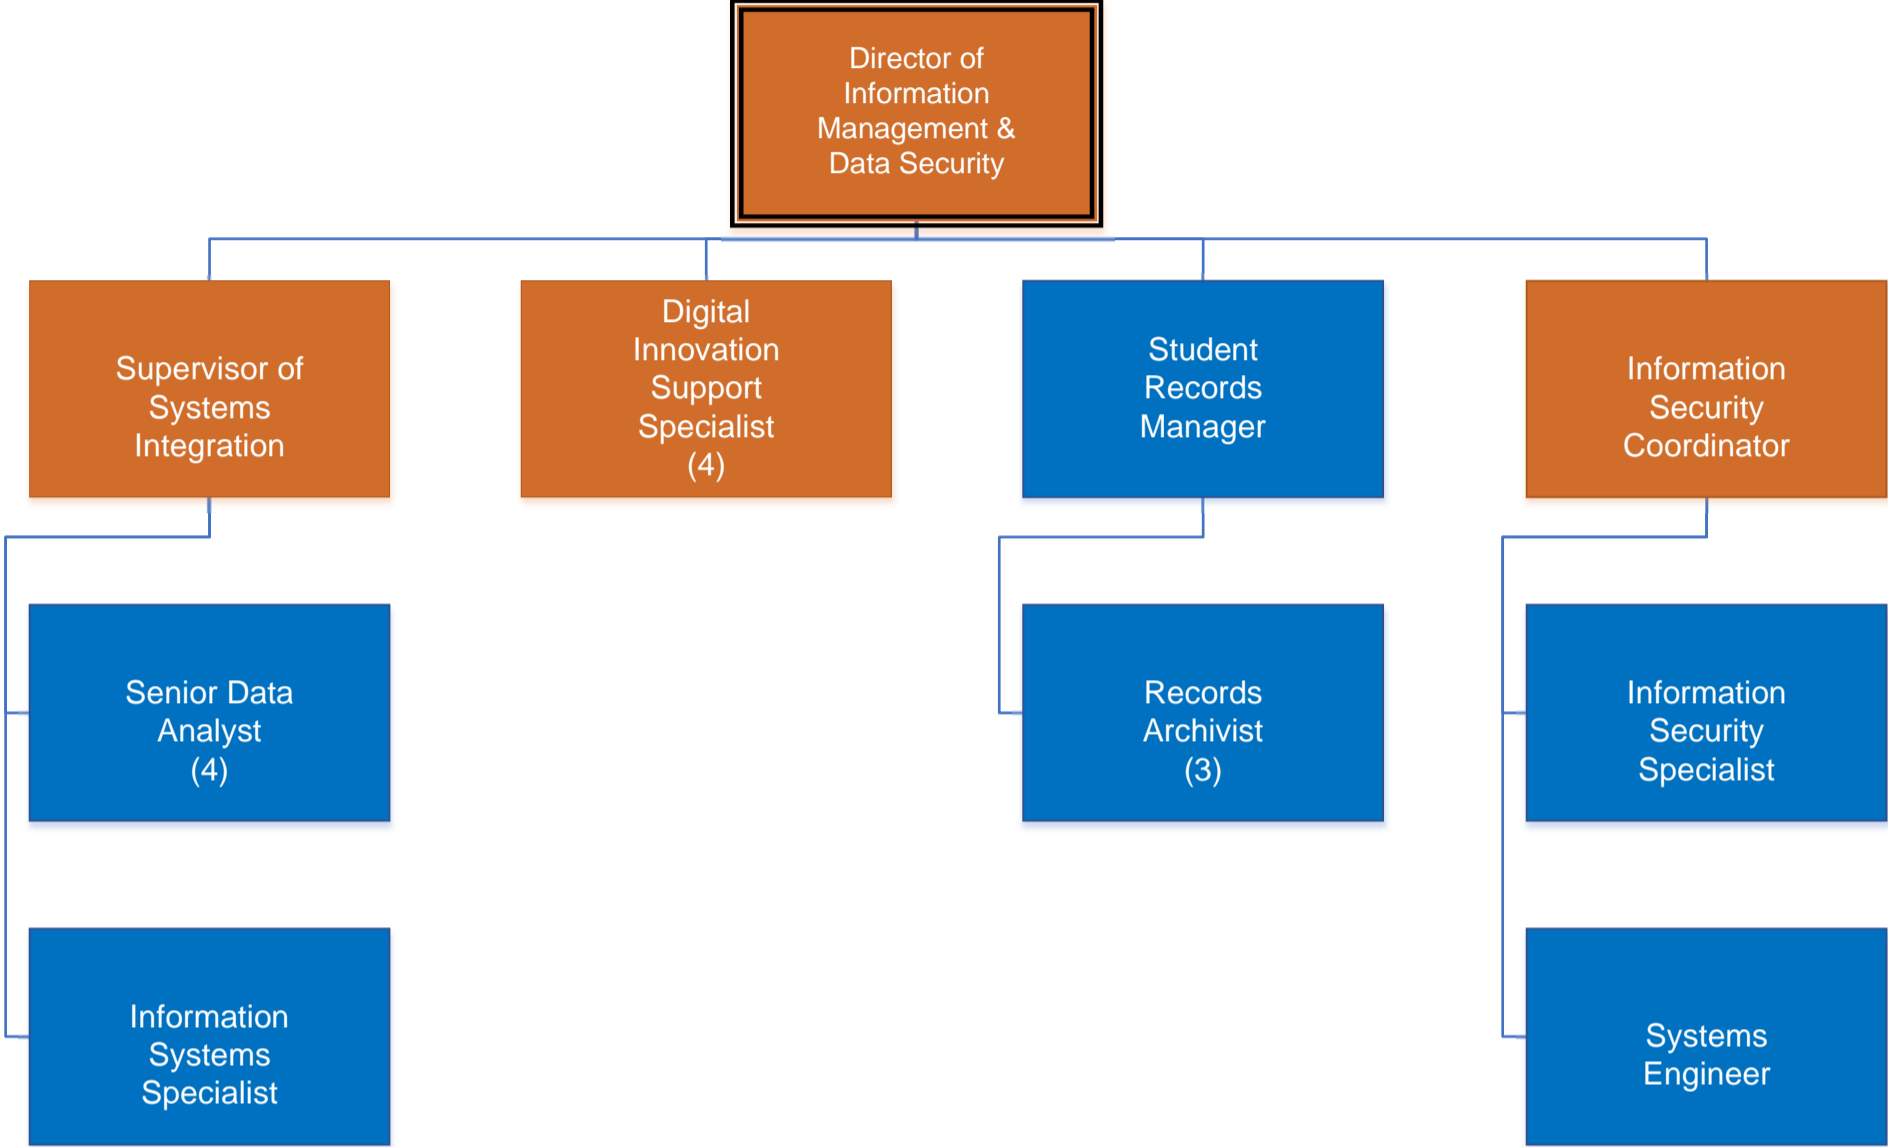 Director of
Information
Management &
Data Security
Supervisor of
Systems
Integration
Digital
Innovation
Support
Specialist
(4)
Student
Records
Manager
Information
Security
Coordinator
Senior Data
Analyst
(4)
Records
Archivist
(3)
Information
Security
Specialist
Information
Systems
Specialist
Systems
Engineer